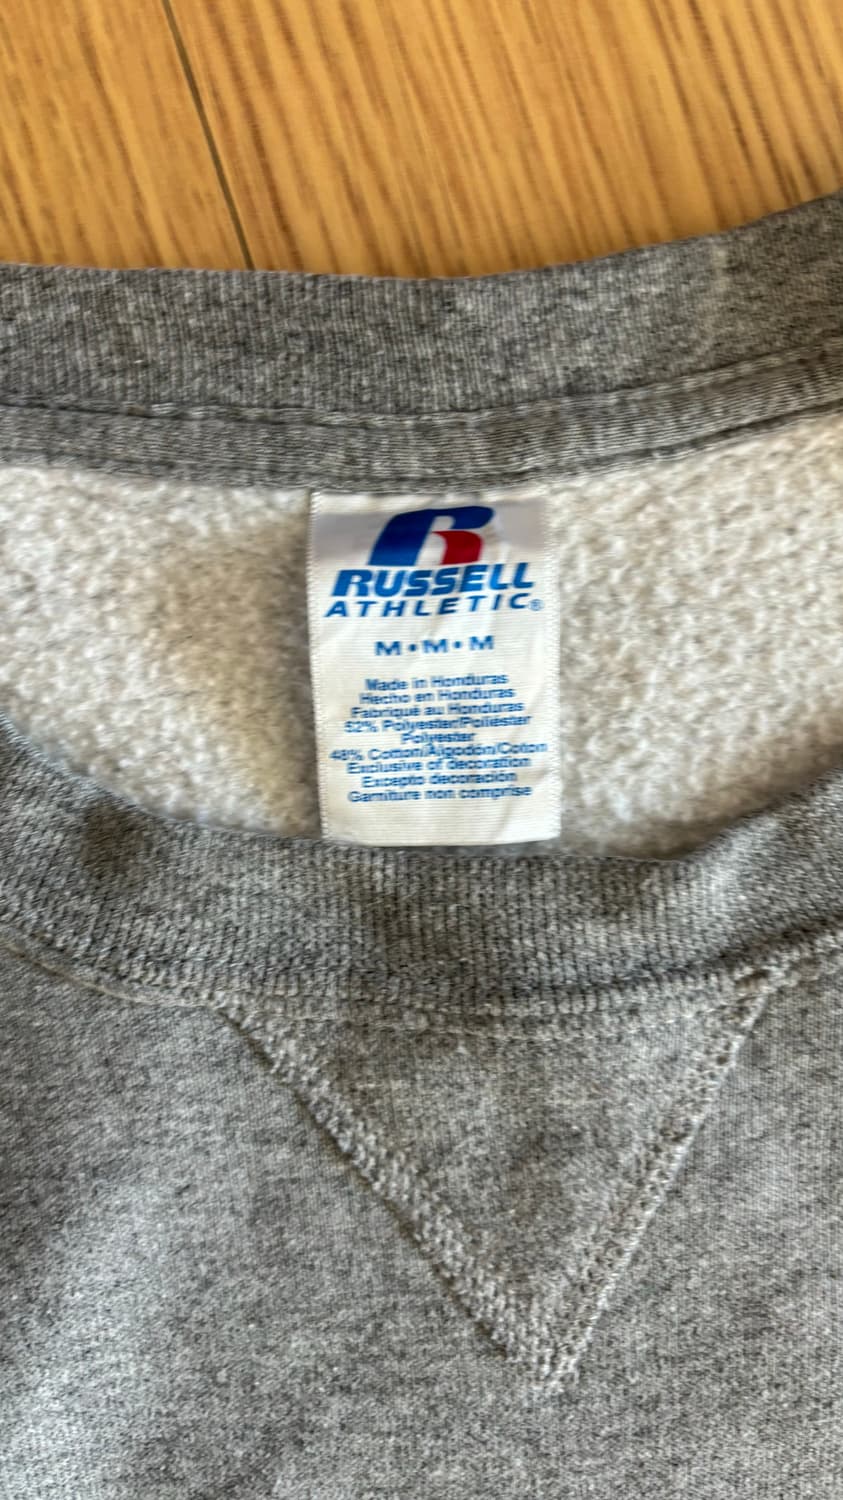 RUSSELL
ATHLETIC®
M•M•M
Made in Honduras
Hecho en Honduras
Fabriqué au Honduras
52% Polyester/Poliéster
Polyester
48% Cotton/Algodón/Coton
Exclusive of decoration
Excepto decoración
Garniture non comprise